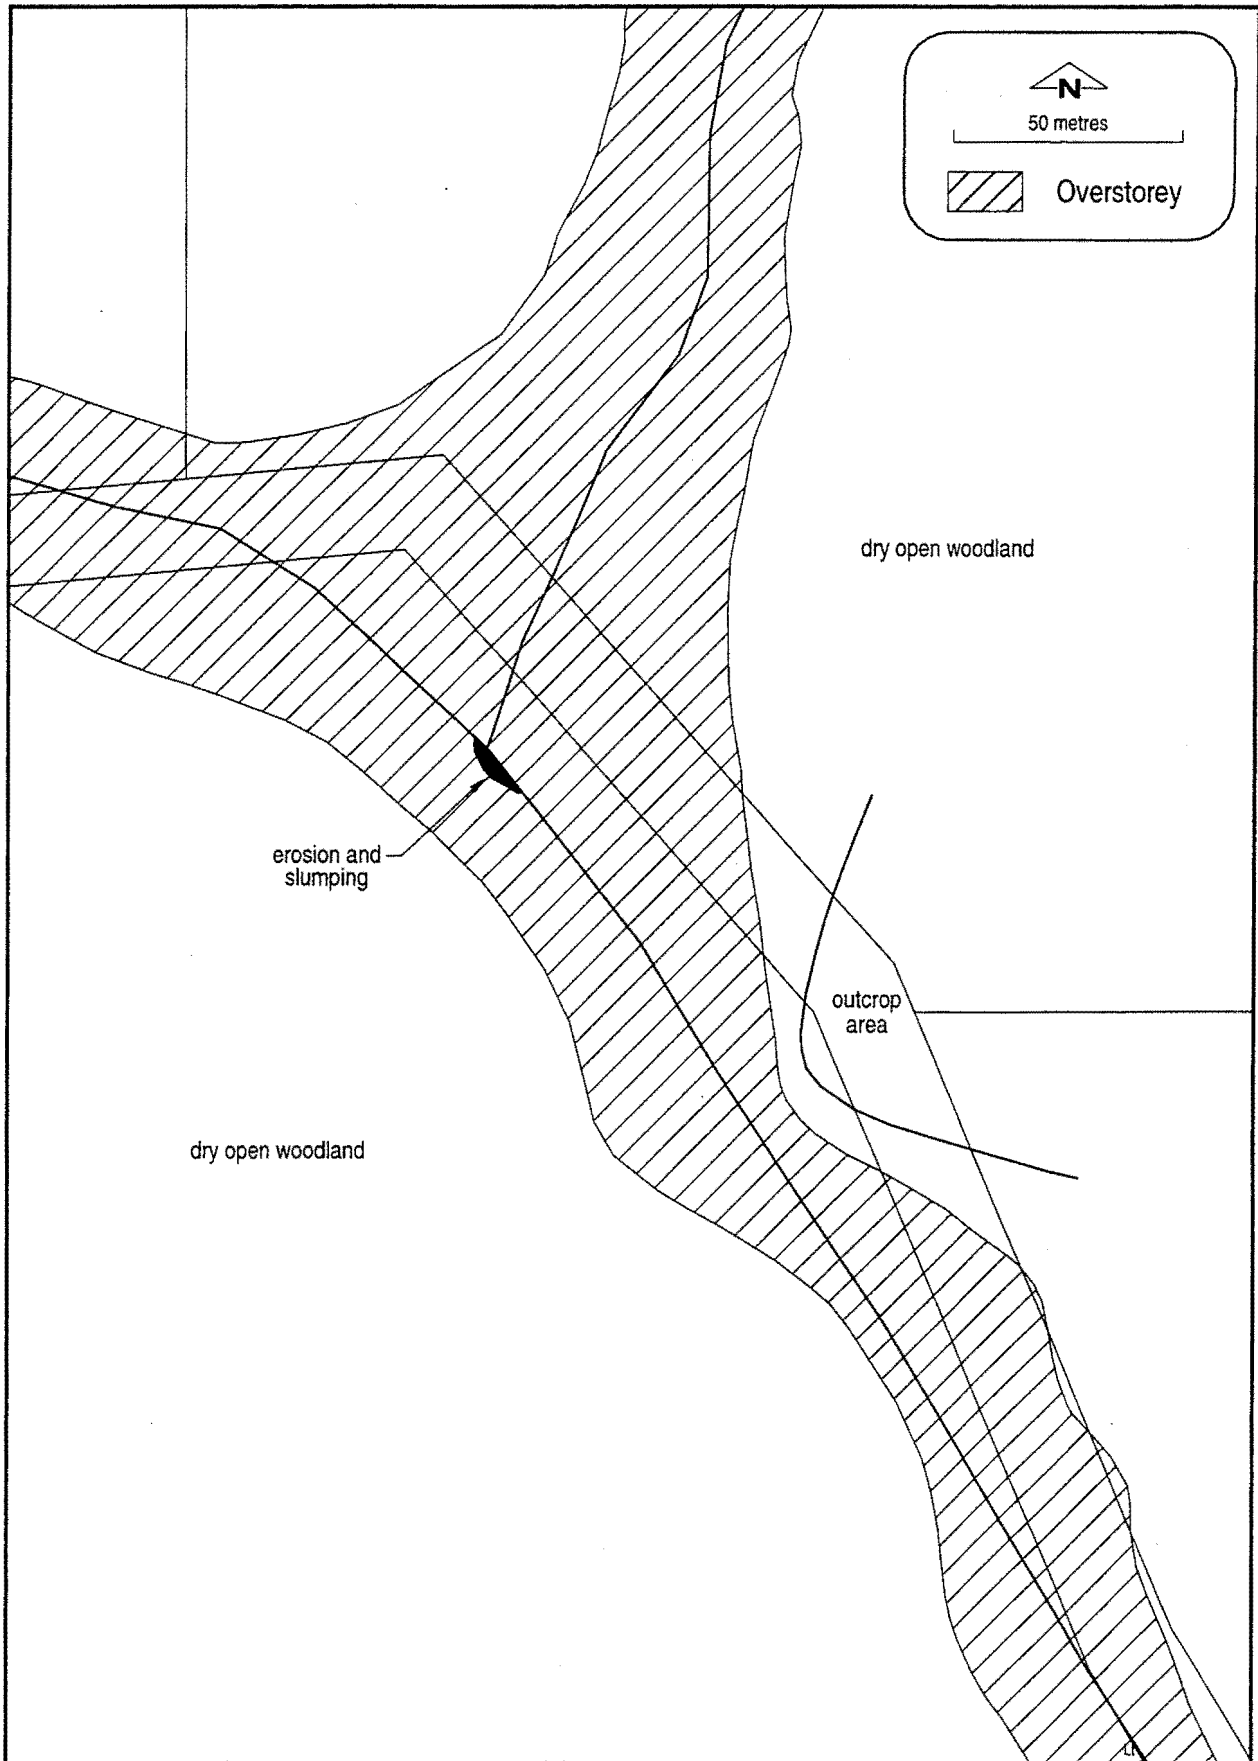 N
50 metres
Overstorey
dry open woodland
erosion and
slumping
outcrop
area
dry open woodland